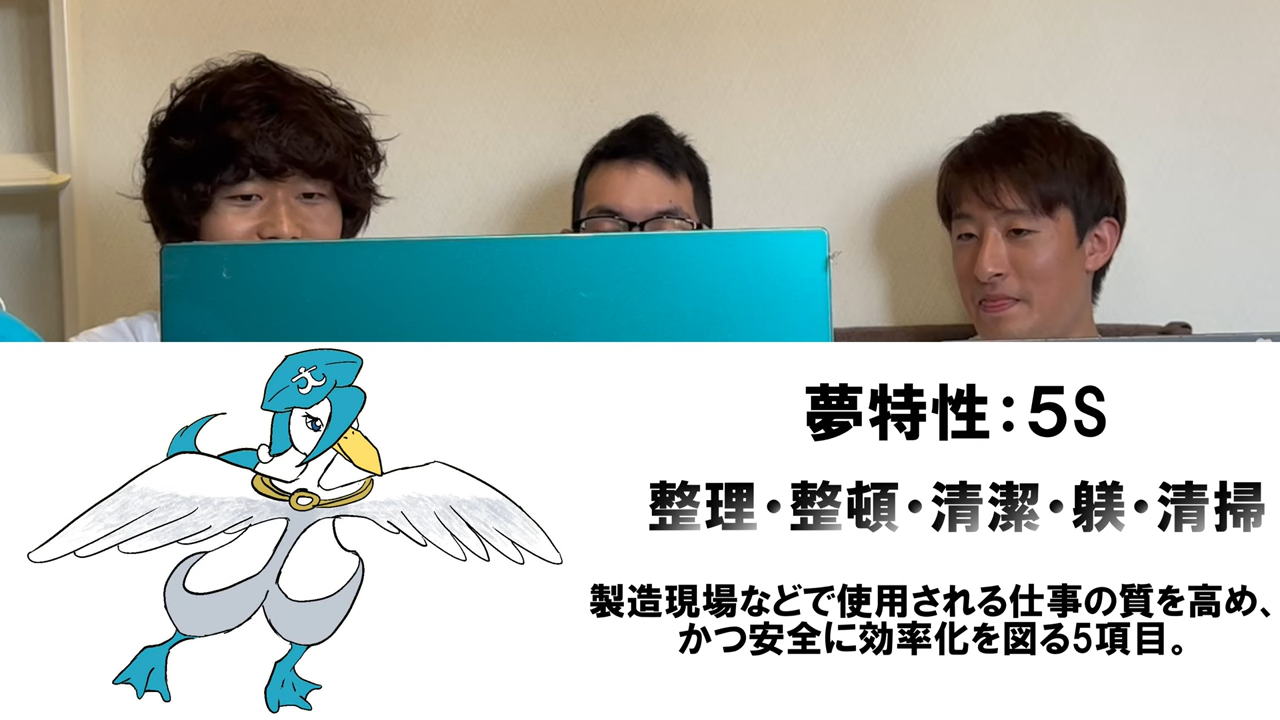 夢特性：５S
整理・整頓・清潔・躾・清掃
製造現場などで使用される仕事の質を高め、
かつ安全に効率化を図る5項目。